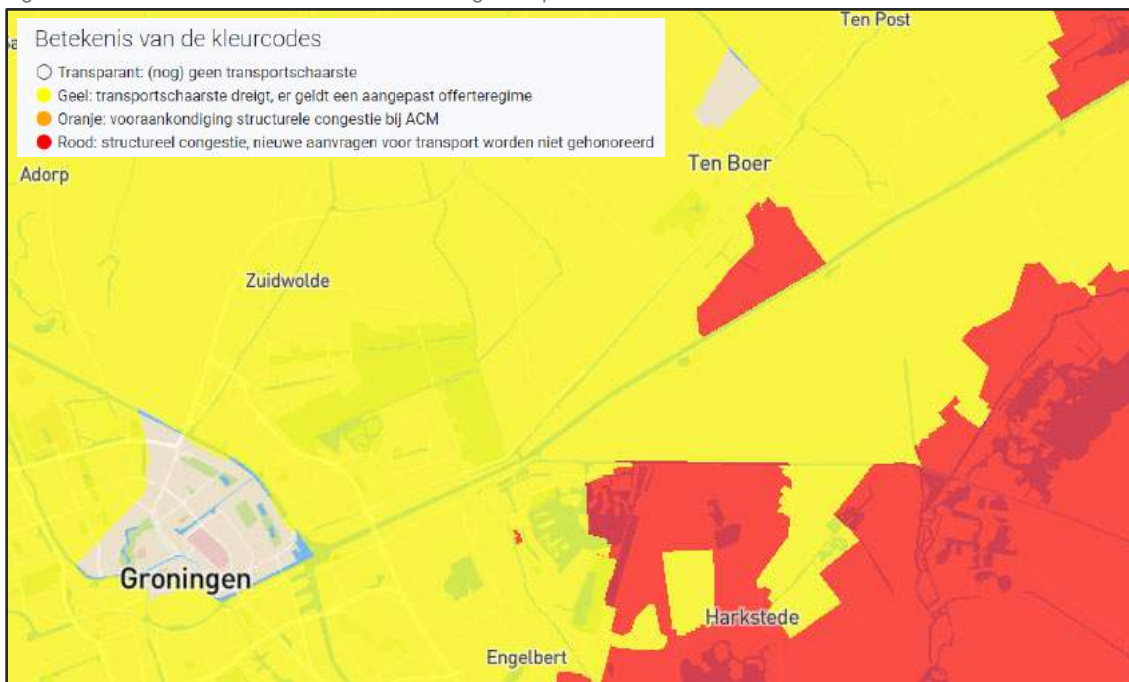 Betekenis van de kleurcodes
Transparant: (nog) geen transportschaarste
Geel: transportschaarste dreigt, er geldt een aangepast offerteregime
Oranje: vooraankondiging structurele congestie bij ACM
Rood: structureel congestie, nieuwe aanvragen voor transport worden niet gehonoreerd
Ten Post
Ten Boer
Adorp
Zuidwolde
Groningen
Harkstede
Engelbert